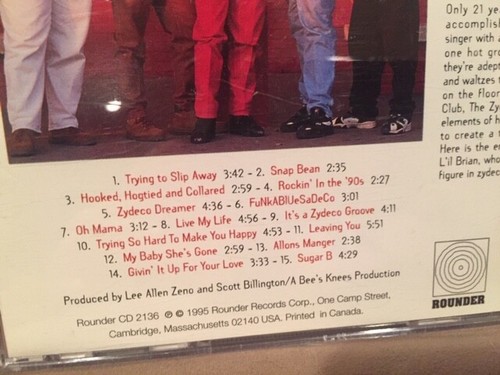 Only 21 ye
accomplish
singer with
one hot gr
they're adept
and waltzes t
on the floor
Club, The Zy
elements of h
to create a
Here is the e
L'il Brian, who
figure in zydec
1. Trying to Slip Away 3:42 - 2. Snap Bean 2:35
3. Hooked, Hogtied and Collared 2:59 - 4. Rockin' In the '90s 2:27
5. Zydeco Dreamer 4:36 - 6. FuNkABlUeSaDeCo 3:01
7. Oh Mama 3:12 - 8. Live My Life 4:56 - 9. It's a Zydeco Groove 4:11
10. Trying So Hard To Make You Happy 4:53 - 11. Leaving You 5:51
12. My Baby She's Gone 2:59 - 13. Allons Manger 2:38
14. Givin' It Up For Your Love 3:33 - 15. Sugar B 4:29
Produced by Lee Allen Zeno and Scott Billington/A Bee's Knees Production
Rounder CD 2136 ℗ © 1995 Rounder Records Corp., One Camp Street,
Cambridge, Massachusetts 02140 USA. Printed in Canada.
ROUNDER